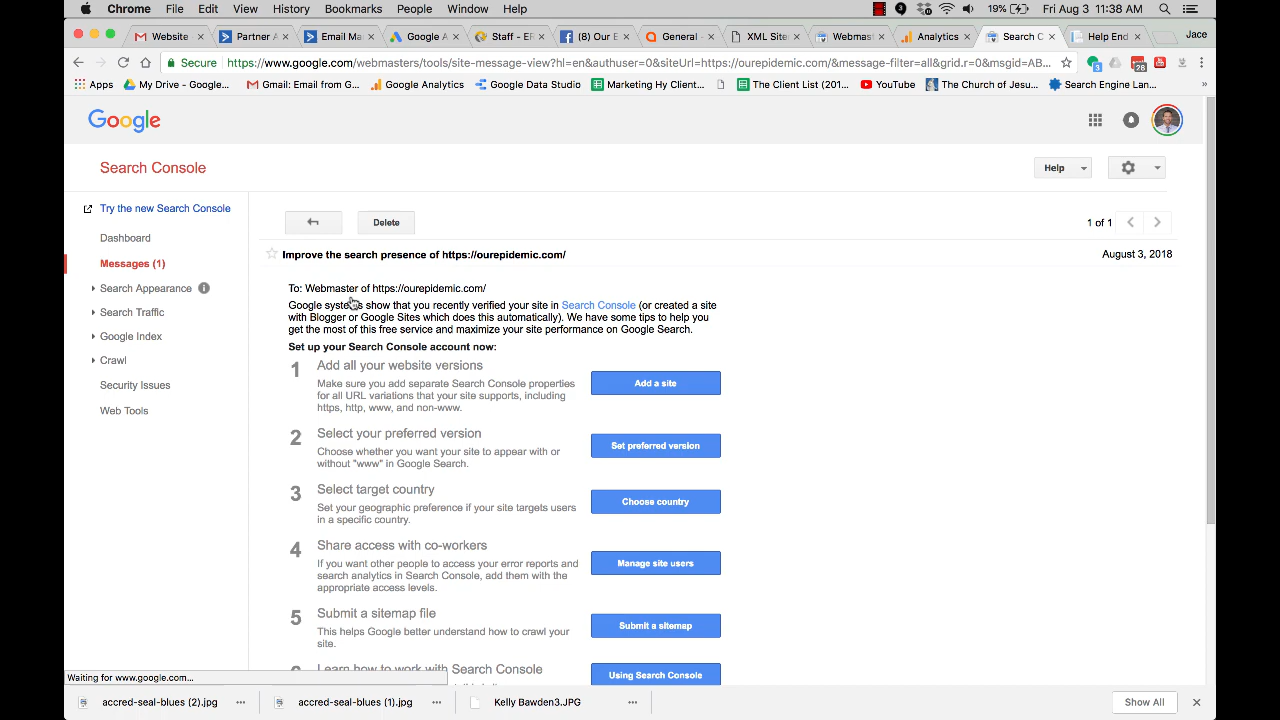 Chrome File Edit View History Bookmarks People Window Help 3 19% Fri Aug 3 11:38 AM
Website Partner A Email Ma Google A Staff - EF (8) Our E General - XML Site Webmas Analytics Search C Help End Jace
Secure https://www.google.com/webmasters/tools/site-message-view?hl=en&authuser=0&siteUrl=https://ourepidemic.com/&message-filter=all&grid.r=0&msgid=AB... 3 26
Apps My Drive - Google... Gmail: Email from G... Google Analytics Google Data Studio Marketing My Client... The Client List (201... YouTube The Church of Jesu... Search Engine Lan... »
Google
Search Console Help
Try the new Search Console
Delete 1 of 1
Dashboard
Improve the search presence of https://ourepidemic.com/ August 3, 2018
Messages (1)
Search Appearance
To: Webmaster of https://ourepidemic.com/
Google systems show that you recently verified your site in Search Console (or created a site
Search Traffic
with Blogger or Google Sites which does this automatically). We have some tips to help you
get the most of this free service and maximize your site performance on Google Search.
Google Index
Set up your Search Console account now:
Crawl
1 Add all your website versions
Make sure you add separate Search Console properties
for all URL variations that your site supports, including
https, http, www, and non-www.
Add a site
Security Issues
Web Tools
2 Select your preferred version
Choose whether you want your site to appear with or
without "www" in Google Search.
Set preferred version
3 Select target country
Set your geographic preference if your site targets users
in a specific country.
Choose country
4 Share access with co-workers
If you want other people to access your error reports and
search analytics in Search Console, add them with the
appropriate access levels.
Manage site users
5 Submit a sitemap file
This helps Google better understand how to crawl your
site.
Submit a sitemap
Learn how to work with Search Console
Using Search Console
Waiting for www.google.com...
accred-seal-blues (2).jpg accred-seal-blues (1).jpg Kelly Bawden3.JPG Show All